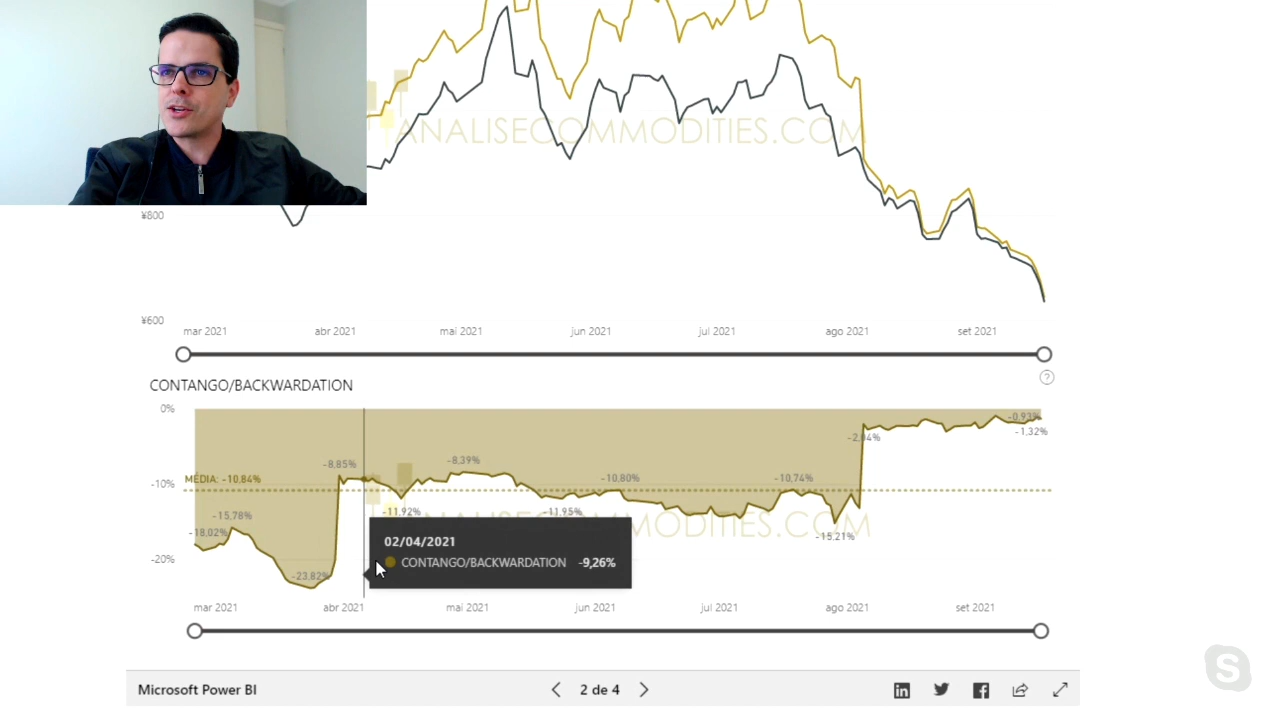 ANALISECOMMODITIES.COM
¥800
¥600
mar 2021 abr 2021 mai 2021 jun 2021 jul 2021 ago 2021 set 2021
?
CONTANGO/BACKWARDATION
0%
-0,93%
-2,04%
-1,32%
-8,85%
-8,39%
MÉDIA: -10,84%
-10,80%
-10,74%
-10%
-15,78%
-11,92%
-11,95%
-18,02%
ANALISECOMMODITIES.COM
-15,21%
02/04/2021
CONTANGO/BACKWARDATION -9,26%
-20%
-23,82%
mar 2021 abr 2021 mai 2021 jun 2021 jul 2021 ago 2021 set 2021
Microsoft Power BI
2 de 4